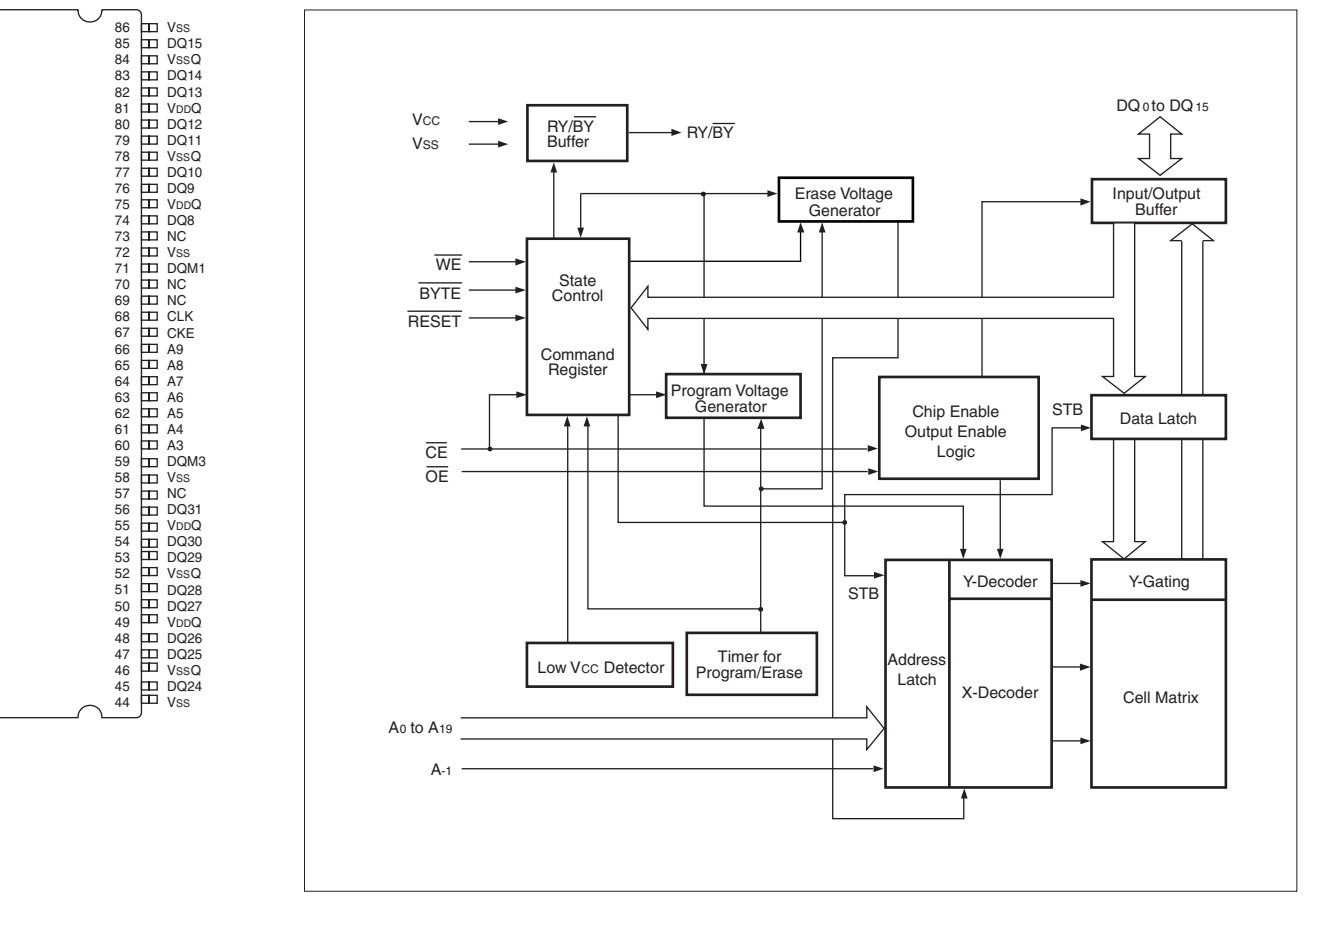 86 VSS
85 DQ15
84 VSSQ
83 DQ14
82 DQ13
81 VDDQ
80 DQ12
79 DQ11
78 VSSQ
77 DQ10
76 DQ9
75 VDDQ
74 DQ8
73 NC
72 VSS
71 DQM1
70 NC
69 NC
68 CLK
67 CKE
66 A9
65 A8
64 A7
63 A6
62 A5
61 A4
60 A3
59 DQM3
58 VSS
57 NC
56 DQ31
55 VDDQ
54 DQ30
53 DQ29
52 VSSQ
51 DQ28
50 DQ27
49 VDDQ
48 DQ26
47 DQ25
46 VSSQ
45 DQ24
44 VSS
DQ0 to DQ15
VCC
VSS
RY/BY
Buffer
RY/BY
Erase Voltage
Generator
Input/Output
Buffer
WE
BYTE
RESET
State
Control
Command
Register
Program Voltage
Generator
Chip Enable
Output Enable
Logic
STB
Data Latch
CE
OE
STB
Y-Decoder
Y-Gating
Low VCC Detector
Timer for
Program/Erase
Address
Latch
X-Decoder
Cell Matrix
A0 to A19
A-1